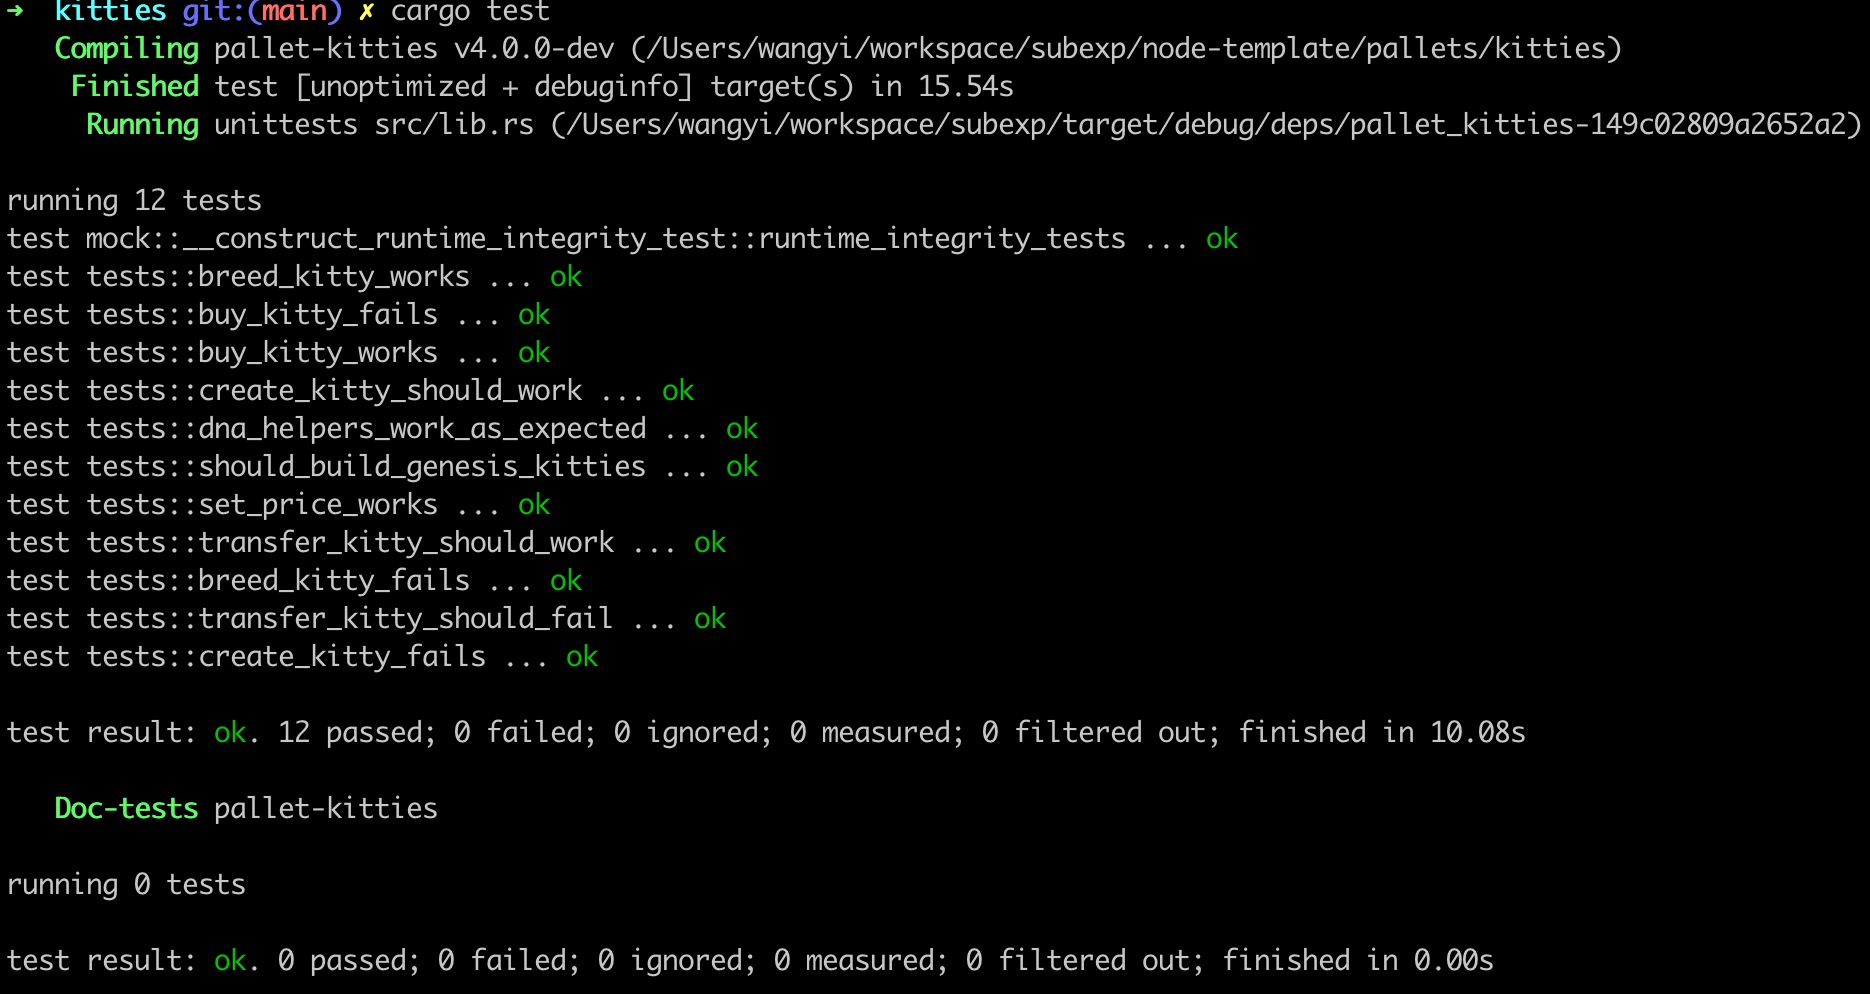 ➜  kitties git:(main) ✗ cargo test
   Compiling pallet-kitties v4.0.0-dev (/Users/wangyi/workspace/subexp/node-template/pallets/kitties)
    Finished test [unoptimized + debuginfo] target(s) in 15.54s
     Running unittests src/lib.rs (/Users/wangyi/workspace/subexp/target/debug/deps/pallet_kitties-149c02809a2652a2)

running 12 tests
test mock::__construct_runtime_integrity_test::runtime_integrity_tests ... ok
test tests::breed_kitty_works ... ok
test tests::buy_kitty_fails ... ok
test tests::buy_kitty_works ... ok
test tests::create_kitty_should_work ... ok
test tests::dna_helpers_work_as_expected ... ok
test tests::should_build_genesis_kitties ... ok
test tests::set_price_works ... ok
test tests::transfer_kitty_should_work ... ok
test tests::breed_kitty_fails ... ok
test tests::transfer_kitty_should_fail ... ok
test tests::create_kitty_fails ... ok

test result: ok. 12 passed; 0 failed; 0 ignored; 0 measured; 0 filtered out; finished in 10.08s

   Doc-tests pallet-kitties

running 0 tests

test result: ok. 0 passed; 0 failed; 0 ignored; 0 measured; 0 filtered out; finished in 0.00s